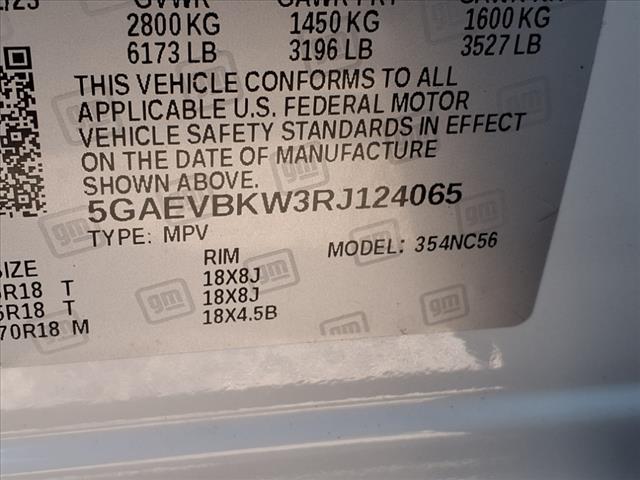 GVWR
2800 KG 1450 KG 1600 KG
6173 LB 3196 LB 3527 LB
THIS VEHICLE CONFORMS TO ALL
APPLICABLE U.S. FEDERAL MOTOR
VEHICLE SAFETY STANDARDS IN EFFECT
ON THE DATE OF MANUFACTURE
SHOWN ABOVE.
5GAEVBKW3RJ124065
TYPE: MPV MODEL: 354NC56
SIZE RIM
R18 T 18X8J
R18 T 18X8J
70R18 M 18X4.5B
gm